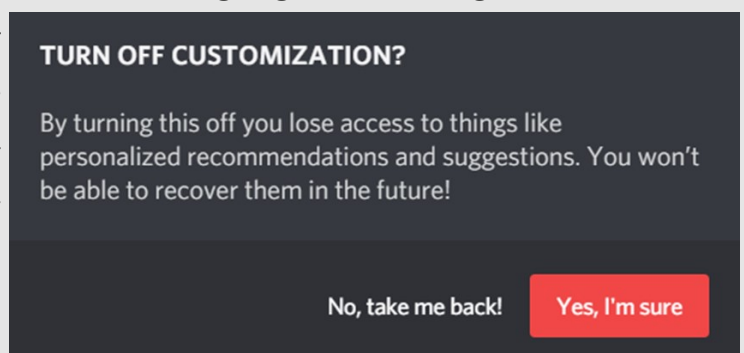 TURN OFF CUSTOMIZATION?
By turning this off you lose access to things like
personalized recommendations and suggestions. You won’t
be able to recover them in the future!
No, take me back!
Yes, I'm sure